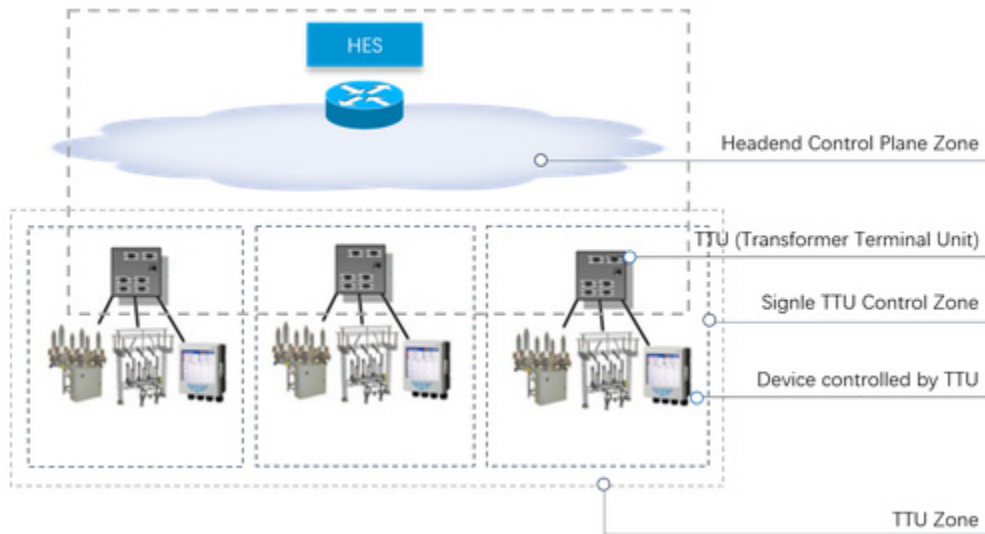 HES
Headend Control Plane Zone
TTU (Transformer Terminal Unit)
Signle TTU Control Zone
Device controlled by TTU
TTU Zone